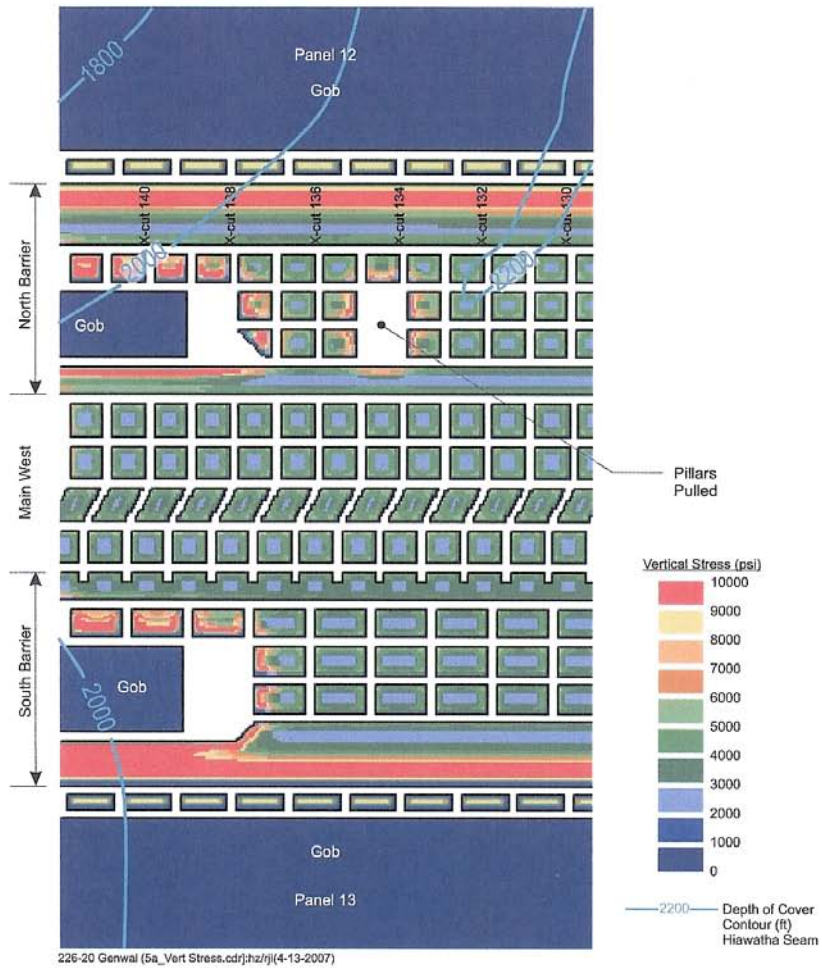 1800
Panel 12
Gob
North Barrier
X-cut 140
X-cut 138
X-cut 136
X-cut 134
X-cut 132
X-cut 130
2000
2200
Gob
Main West
Pillars
Pulled
South Barrier
Gob
2000
Gob
Panel 13
Vertical Stress (psi)
10000
9000
8000
7000
6000
5000
4000
3000
2000
1000
0
2200
Depth of Cover
Contour (ft)
Hiawatha Seam
226-20 Genwal (5a_Vert Stress.cdr):hz/rjl(4-13-2007)